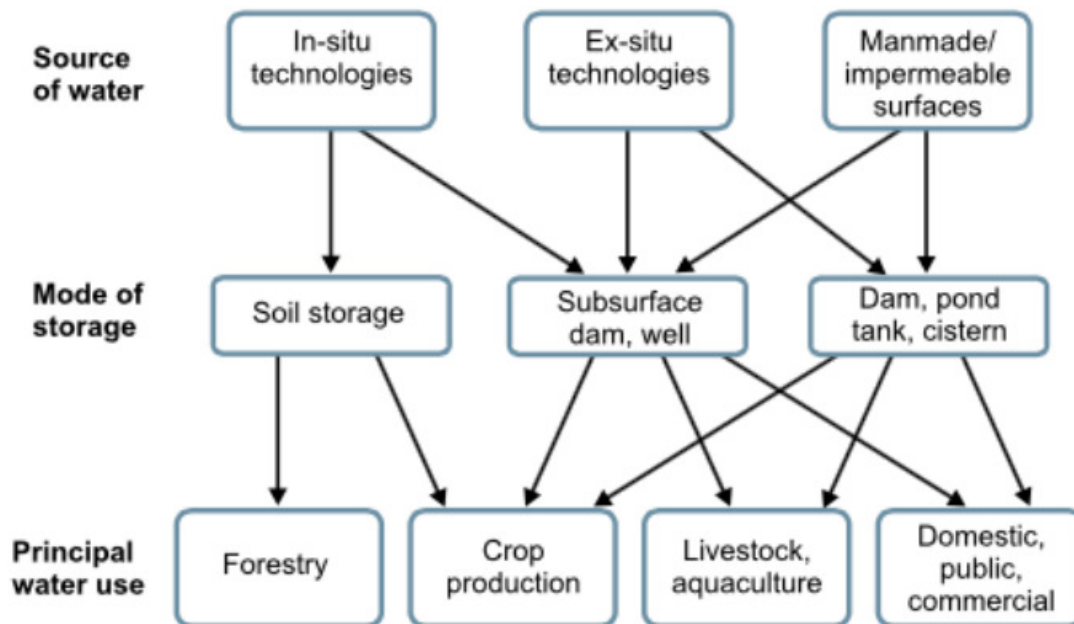 Source
of water
In-situ
technologies
Ex-situ
technologies
Manmade/
impermeable
surfaces
Mode of
storage
Soil storage
Subsurface
dam, well
Dam, pond
tank, cistern
Principal
water use
Forestry
Crop
production
Livestock,
aquaculture
Domestic,
public,
commercial